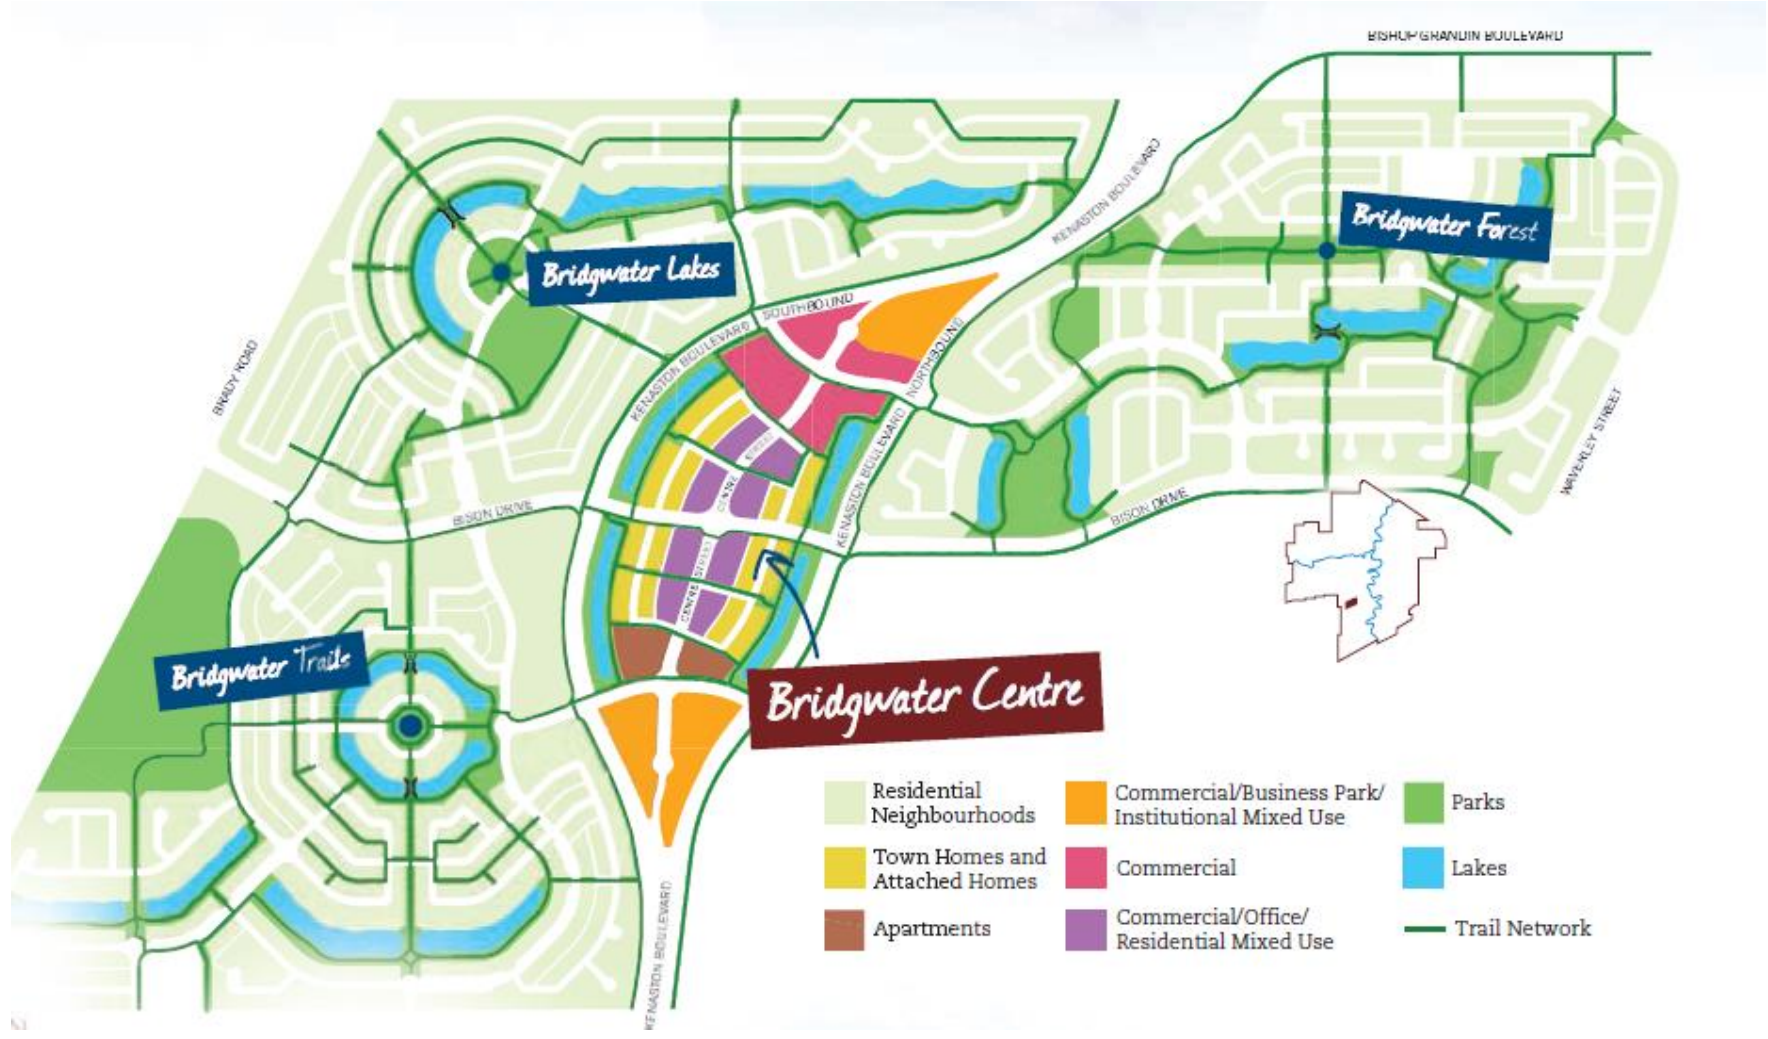 BISHOP GRANDIN BOULEVARD
KENASTON BOULEVARD
Bridgwater Forest
Bridgwater Lakes
SOUTHBOUND
KENASTON BOULEVARD
NORTHBOUND
BRADY ROAD
WAVERLEY STREET
KENASTON BOULEVARD
CENTRE STREET
BISON DRIVE
BISON DRIVE
CENTRE STREET
Bridgwater Trails
Bridgwater Centre
KENASTON BOULEVARD
Residential
Neighbourhoods
Town Homes and
Attached Homes
Apartments
Commercial/Business Park/
Institutional Mixed Use
Commercial
Commercial/Office/
Residential Mixed Use
Parks
Lakes
Trail Network